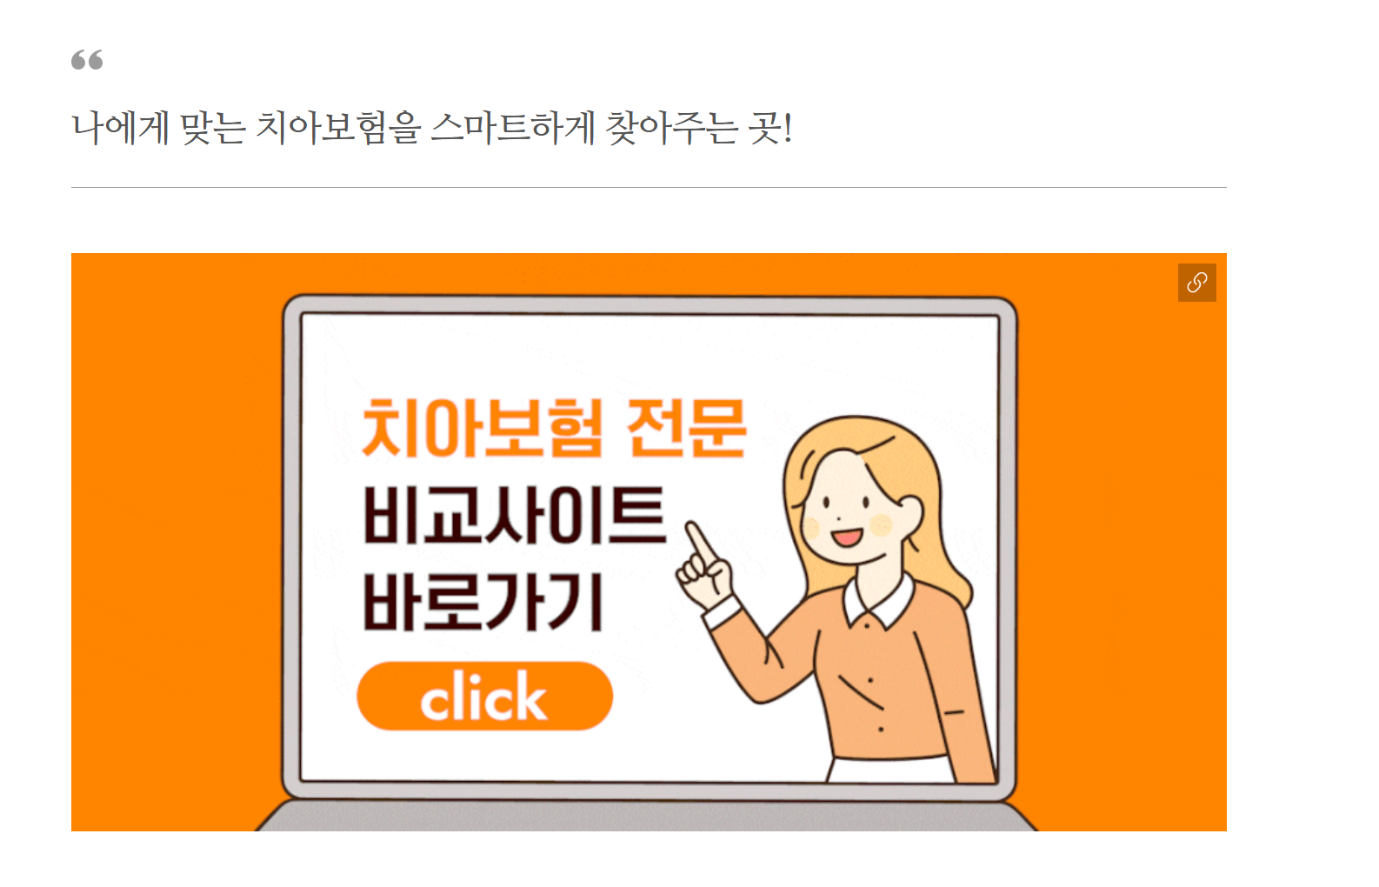 ❝
나에게 맞는 치아보험을 스마트하게 찾아주는 곳!
치아보험 전문
비교사이트
바로가기
click